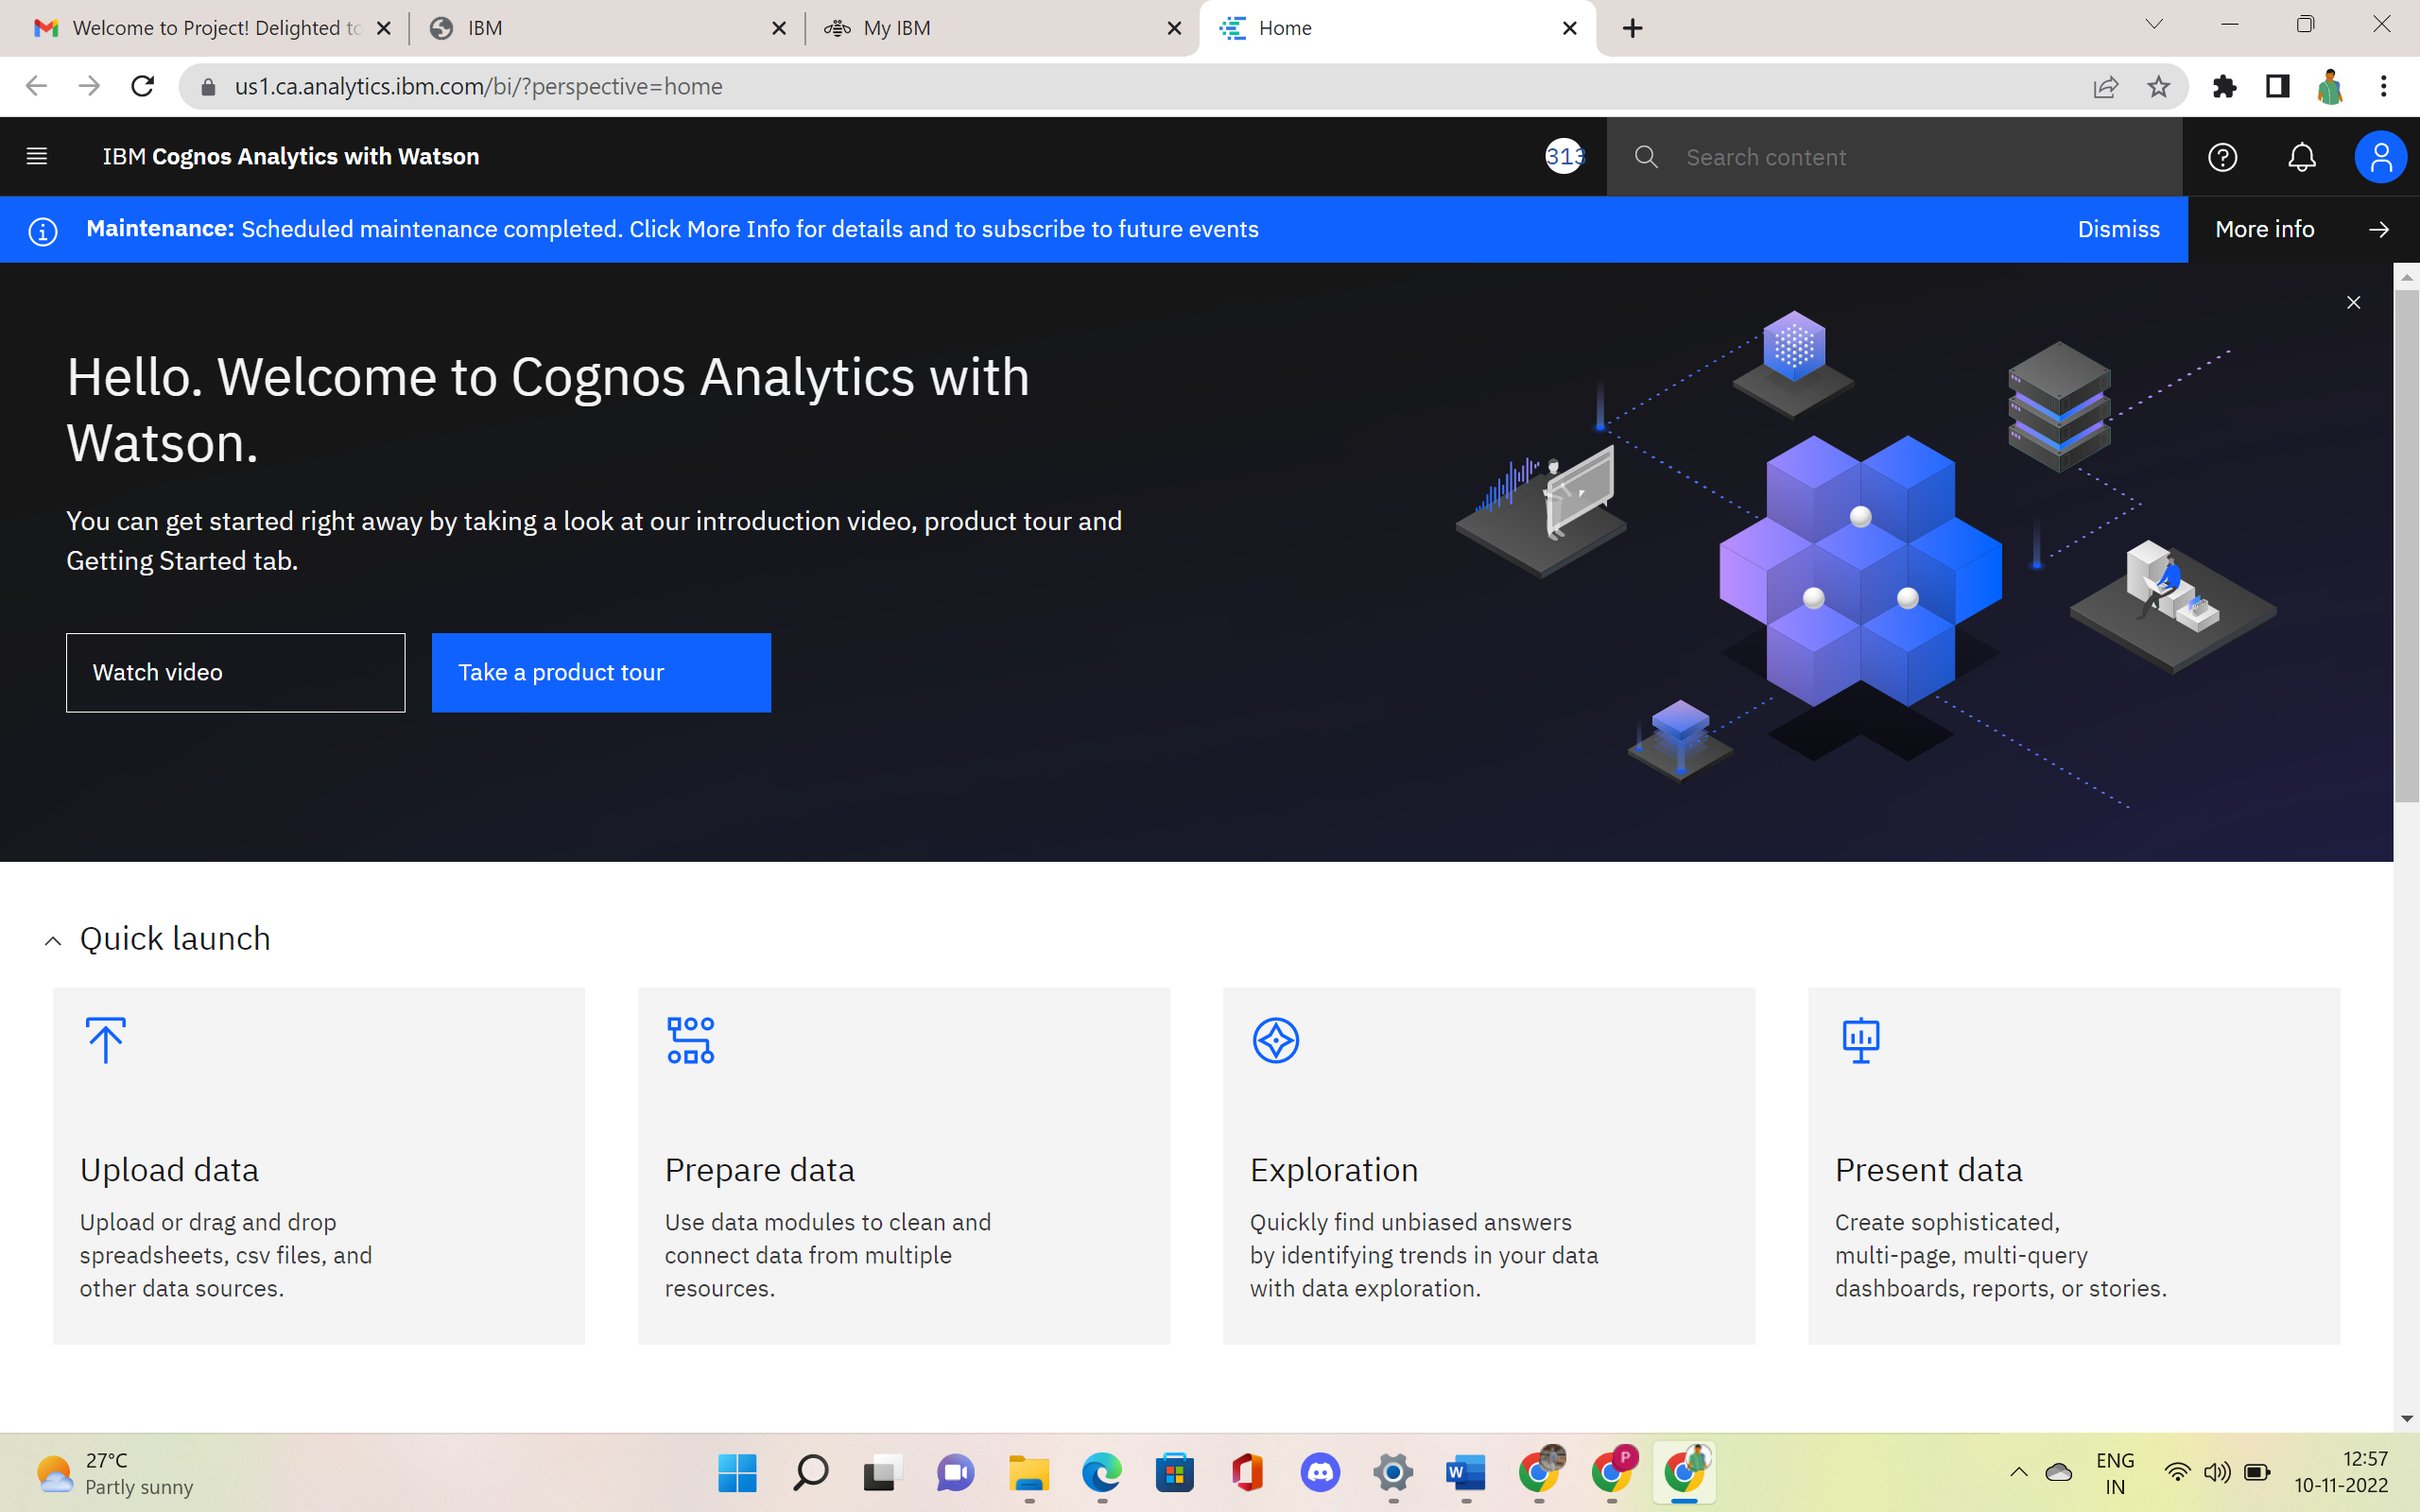 Welcome to Project! Delighted to
IBM
My IBM
Home
us1.ca.analytics.ibm.com/bi/?perspective=home
IBM Cognos Analytics with Watson
313
Search content
Maintenance: Scheduled maintenance completed. Click More Info for details and to subscribe to future events
Dismiss
More info
Hello. Welcome to Cognos Analytics with
Watson.
You can get started right away by taking a look at our introduction video, product tour and
Getting Started tab.
Watch video
Take a product tour
Quick launch
Upload data
Upload or drag and drop
spreadsheets, csv files, and
other data sources.
Prepare data
Use data modules to clean and
connect data from multiple
resources.
Exploration
Quickly find unbiased answers
by identifying trends in your data
with data exploration.
Present data
Create sophisticated,
multi-page, multi-query
dashboards, reports, or stories.
27°C
Partly sunny
W
P
ENG
IN
12:57
10-11-2022